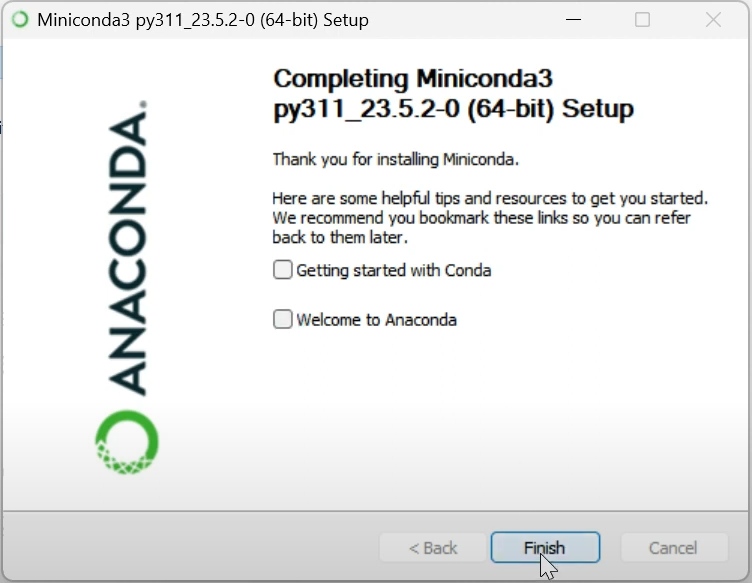 Miniconda3 py311_23.5.2-0 (64-bit) Setup
Completing Miniconda3
py311_23.5.2-0 (64-bit) Setup
Thank you for installing Miniconda.
Here are some helpful tips and resources to get you started.
We recommend you bookmark these links so you can refer
back to them later.
Getting started with Conda
Welcome to Anaconda
ANACONDA.
< Back
Finish
Cancel